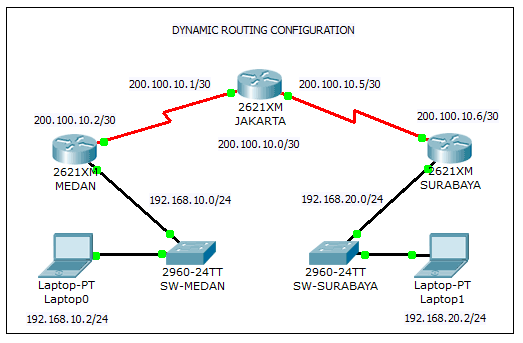 DYNAMIC ROUTING CONFIGURATION
200.100.10.1/30
200.100.10.5/30
2621XM
JAKARTA
200.100.10.2/30
200.100.10.6/30
200.100.10.0/30
2621XM
MEDAN
2621XM
SURABAYA
192.168.10.0/24
192.168.20.0/24
Laptop-PT
Laptop0
2960-24TT
SW-MEDAN
2960-24TT
SW-SURABAYA
Laptop-PT
Laptop1
192.168.10.2/24
192.168.20.2/24